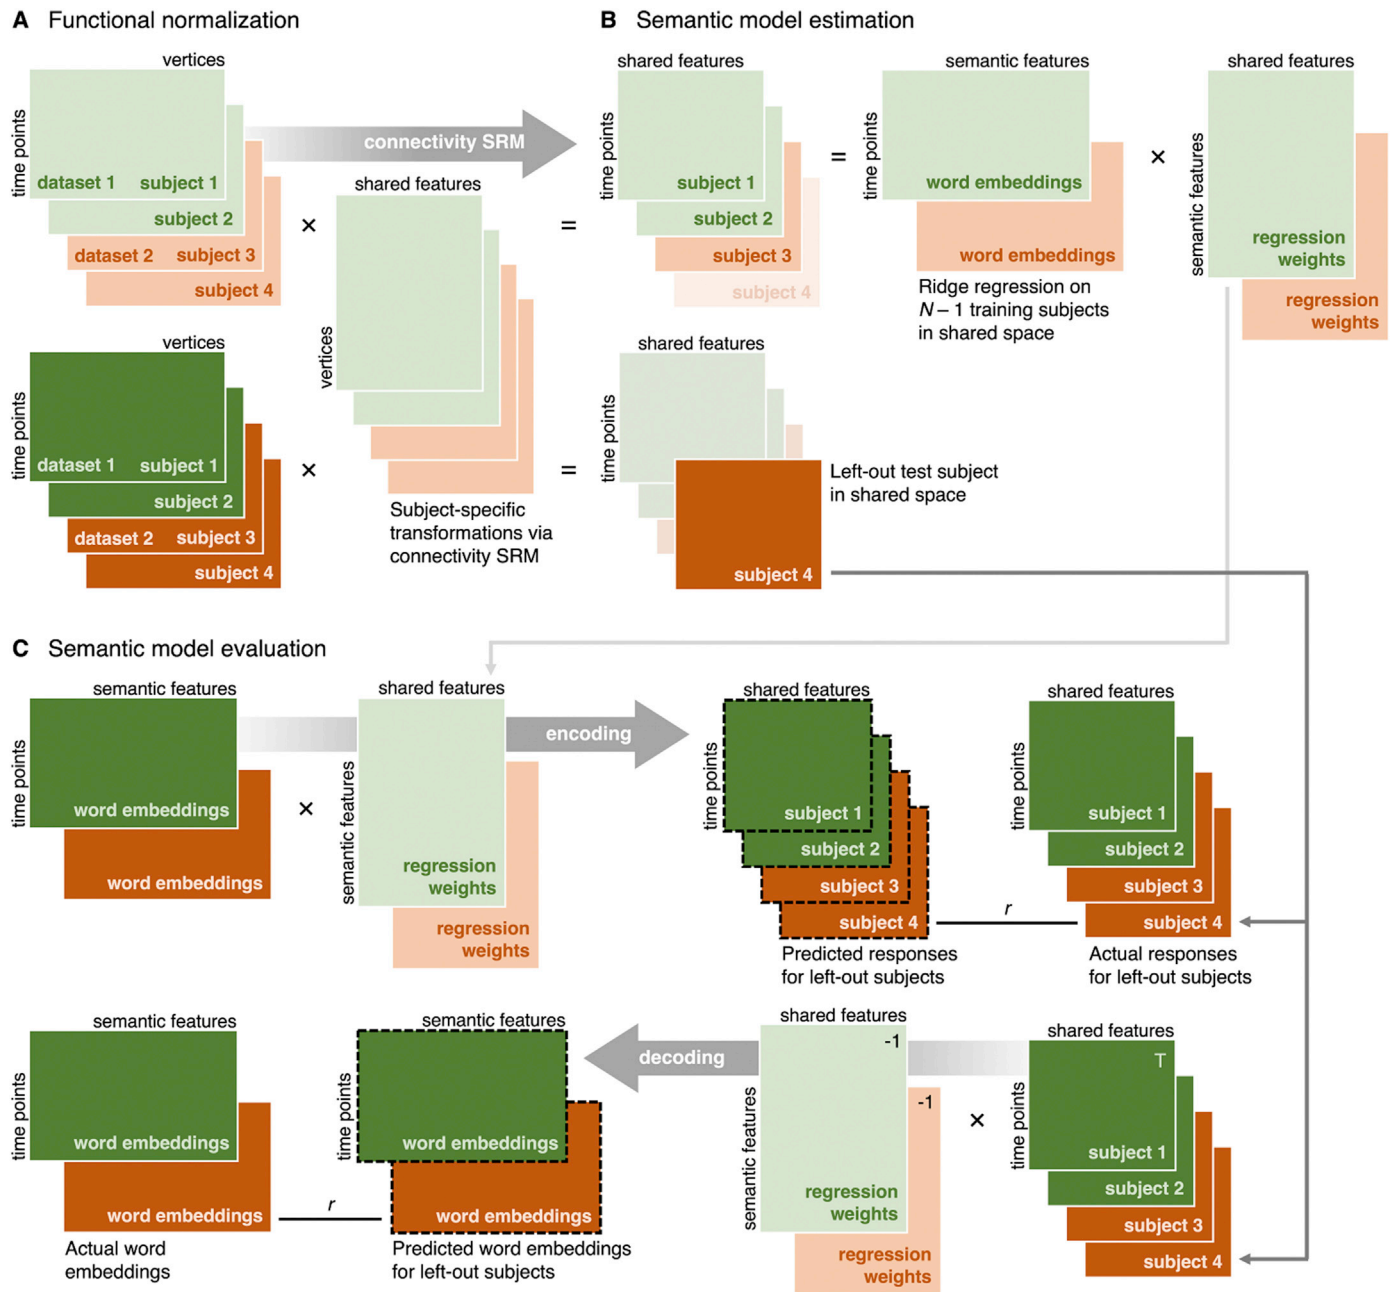 A Functional normalization
vertices
time points
dataset 1 subject 1
subject 2
dataset 2 subject 3
subject 4
connectivity SRM
×
shared features
vertices
=
vertices
time points
dataset 1 subject 1
subject 2
dataset 2 subject 3
subject 4
×
=
Subject-specific
transformations via
connectivity SRM
B Semantic model estimation
shared features
time points
subject 1
subject 2
subject 3
subject 4
=
semantic features
time points
word embeddings
word embeddings
Ridge regression on
N – 1 training subjects
in shared space
×
shared features
semantic features
regression
weights
regression
weights
shared features
time points
subject 4
Left-out test subject
in shared space
C Semantic model evaluation
semantic features
time points
word embeddings
word embeddings
×
shared features
semantic features
regression
weights
regression
weights
encoding
shared features
time points
subject 1
subject 2
subject 3
subject 4
Predicted responses
for left-out subjects
r
shared features
time points
subject 1
subject 2
subject 3
subject 4
Actual responses
for left-out subjects
semantic features
time points
word embeddings
word embeddings
Actual word
embeddings
r
semantic features
time points
word embeddings
word embeddings
Predicted word embeddings
for left-out subjects
decoding
shared features
semantic features
-1
-1
regression
weights
regression
weights
×
shared features
time points
T
subject 1
subject 2
subject 3
subject 4